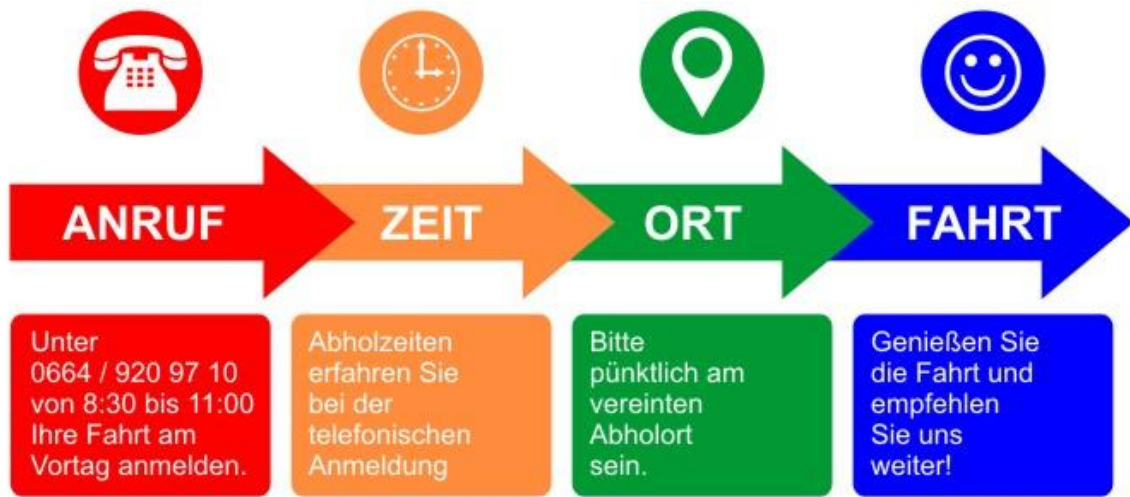 ANRUF
ZEIT
ORT
FAHRT
Unter
0664 / 920 97 10
von 8:30 bis 11:00
Ihre Fahrt am
Vortag anmelden.
Abholzeiten
erfahren Sie
bei der
telefonischen
Anmeldung
Bitte
pünktlich am
vereinten
Abholort
sein.
Genießen Sie
die Fahrt und
empfehlen
Sie uns
weiter!